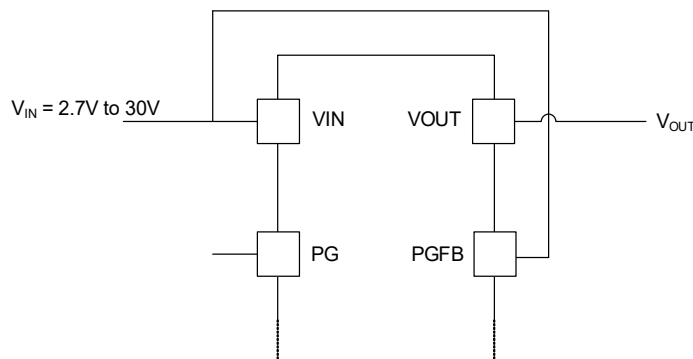 V_IN = 2.7V to 30V
VIN
VOUT
V_OUT
PG
PGFB